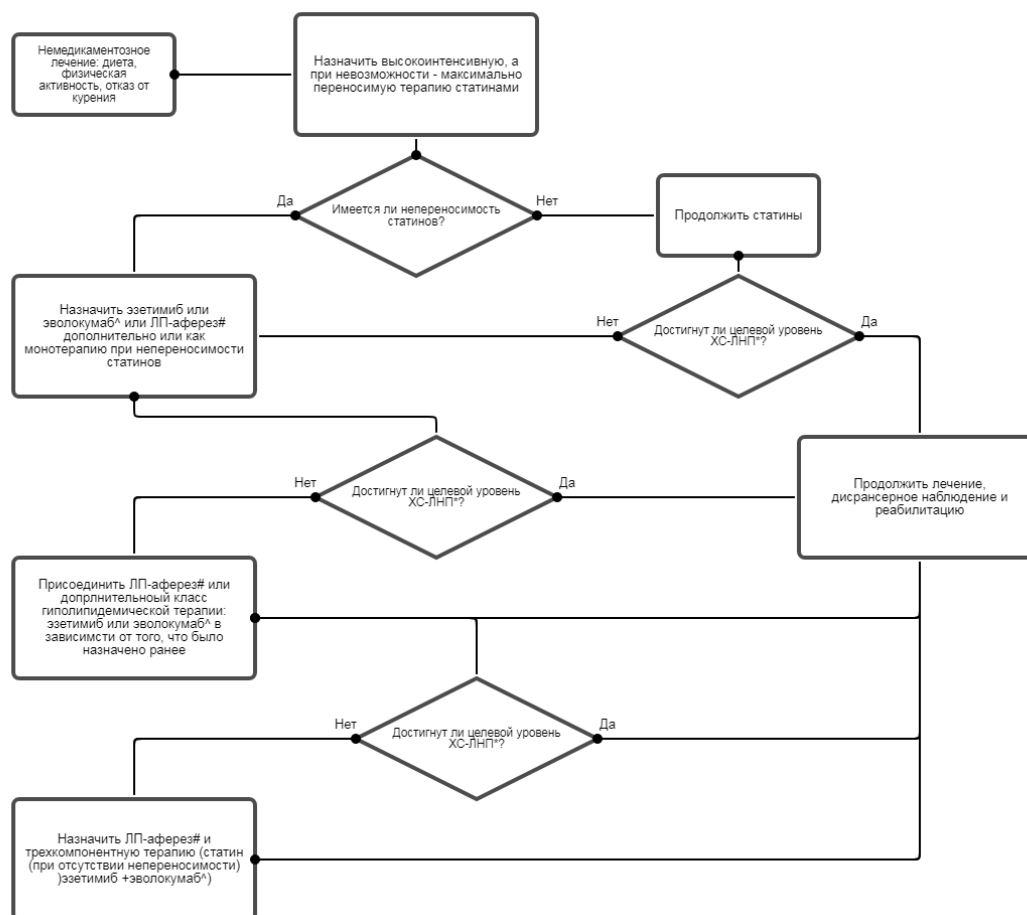 Немедикаментозное
лечение: диета,
физическая
активность, отказ от
курения
Назначить высокоинтенсивную, а
при невозможности - максимально
переносимую терапию статинами
Имеется ли непереносимость
статинов?
Да
Нет
Продолжить статины
Назначить эзетимиб или
эволокумаб^ или ЛП-аферез#
дополнительно или как
монотерапию при непереносимости
статинов
Нет
Достигнут ли целевой уровень
ХС-ЛНП*?
Да
Нет
Достигнут ли целевой уровень
ХС-ЛНП*?
Да
Продолжить лечение,
дисрансерное наблюдение и
реабилитацию
Присоединить ЛП-аферез# или
допрлнительноый класс
гиполипидемической терапии:
эзетимиб или эволокумаб^ в
зависимсти от того, что было
назначено ранее
Нет
Достигнут ли целевой уровень
ХС-ЛНП*?
Да
Назначить ЛП-аферез# и
трехкомпонентную терапию (статин
(при отсутствии непереносимости)
)эзетимиб +эволокумаб^)